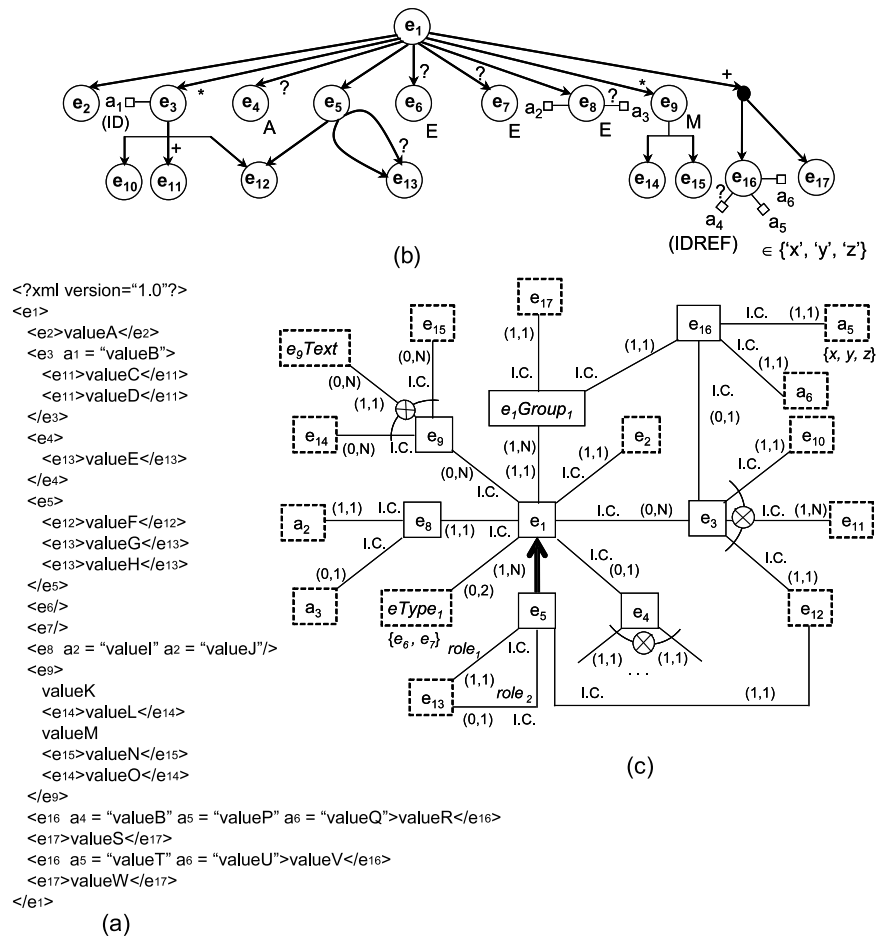 e1
e2
a1
(ID)
e3
*
e4
?
A
e5
?
e6
E
?
e7
E
a2
e8
?
a3
E
*
e9
M
+
e10
+
e11
e12
?
e13
e14
e15
?
e16
a6
a4
a5
e17
(IDREF)
∈ {'x', 'y', 'z'}
(b)
<?xml version="1.0"?>
<e1>
<e2>valueA</e2>
<e3 a1 = "valueB">
<e11>valueC</e11>
<e11>valueD</e11>
</e3>
<e4>
<e13>valueE</e13>
</e4>
<e5>
<e12>valueF</e12>
<e13>valueG</e13>
<e13>valueH</e13>
</e5>
<e6/>
<e7/>
<e8 a2 = "valueI" a2 = "valueJ"/>
<e9>
valueK
<e14>valueL</e14>
valueM
<e15>valueN</e15>
<e14>valueO</e14>
</e9>
<e16 a4 = "valueB" a5 = "valueP" a6 = "valueQ">valueR</e16>
<e17>valueS</e17>
<e16 a5 = "valueT" a6 = "valueU">valueV</e16>
<e17>valueW</e17>
</e1>
(a)
e17
(1,1)
I.C.
e15
(0,N)
I.C.
e9Text
(0,N)
(1,1)
e14
(0,N)
I.C.
e9
(0,N)
I.C.
e1Group1
(1,N)
(1,1)
I.C.
(1,1)
e16
I.C.
(1,1)
a5
{x, y, z}
I.C.
(1,1)
a6
I.C.
(0,1)
e2
(1,1)
I.C.
e10
(1,1)
I.C.
a2
(1,1)
I.C.
e8
(1,1)
I.C.
e1
I.C.
(0,N)
e3
I.C.
(1,N)
e11
I.C.
(1,1)
e12
I.C.
(0,1)
a3
I.C.
(0,2)
eType1
{e6, e7}
(1,N)
e5
I.C.
(0,1)
e4
(1,1)
(1,1)
...
role1
I.C.
(1,1)
role2
e13
(0,1)
I.C.
I.C.
(1,1)
(c)